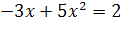 −3x + 5x² = 2